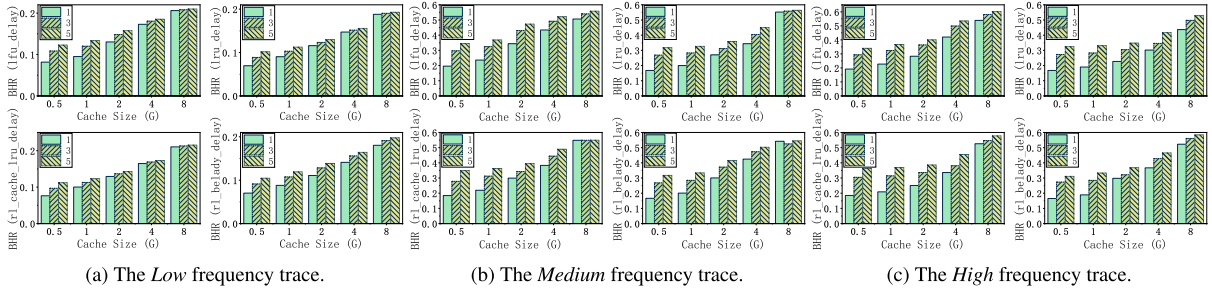 BHR (lfu_delay)
0.2
0.1
0.0
1
3
5
0.5 1 2 4 8
Cache Size (G)
BHR (lru_delay)
0.2
0.1
0.0
1
3
5
0.5 1 2 4 8
Cache Size (G)
BHR (lfu_delay)
0.6
0.5
0.4
0.3
0.2
0.1
0.0
1
3
5
0.5 1 2 4 8
Cache Size (G)
BHR (lru_delay)
0.6
0.5
0.4
0.3
0.2
0.1
0.0
1
3
5
0.5 1 2 4 8
Cache Size (G)
BHR (lfu_delay)
0.6
0.5
0.4
0.3
0.2
0.1
0.0
1
3
5
0.5 1 2 4 8
Cache Size (G)
BHR (lru_delay)
0.6
0.5
0.4
0.3
0.2
0.1
0.0
1
3
5
0.5 1 2 4 8
Cache Size (G)
BHR (rl_cache_lru_delay)
0.2
0.1
0.0
1
3
5
0.5 1 2 4 8
Cache Size (G)
BHR (rl_belady_delay)
0.2
0.1
0.0
1
3
5
0.5 1 2 4 8
Cache Size (G)
BHR (rl_cache_lru_delay)
0.6
0.5
0.4
0.3
0.2
0.1
0.0
1
3
5
0.5 1 2 4 8
Cache Size (G)
BHR (rl_belady_delay)
0.6
0.5
0.4
0.3
0.2
0.1
0.0
1
3
5
0.5 1 2 4 8
Cache Size (G)
BHR (rl_cache_lru_delay)
0.6
0.5
0.4
0.3
0.2
0.1
0.0
1
3
5
0.5 1 2 4 8
Cache Size (G)
BHR (rl_belady_delay)
0.6
0.5
0.4
0.3
0.2
0.1
0.0
1
3
5
0.5 1 2 4 8
Cache Size (G)
(a) The Low frequency trace.
(b) The Medium frequency trace.
(c) The High frequency trace.